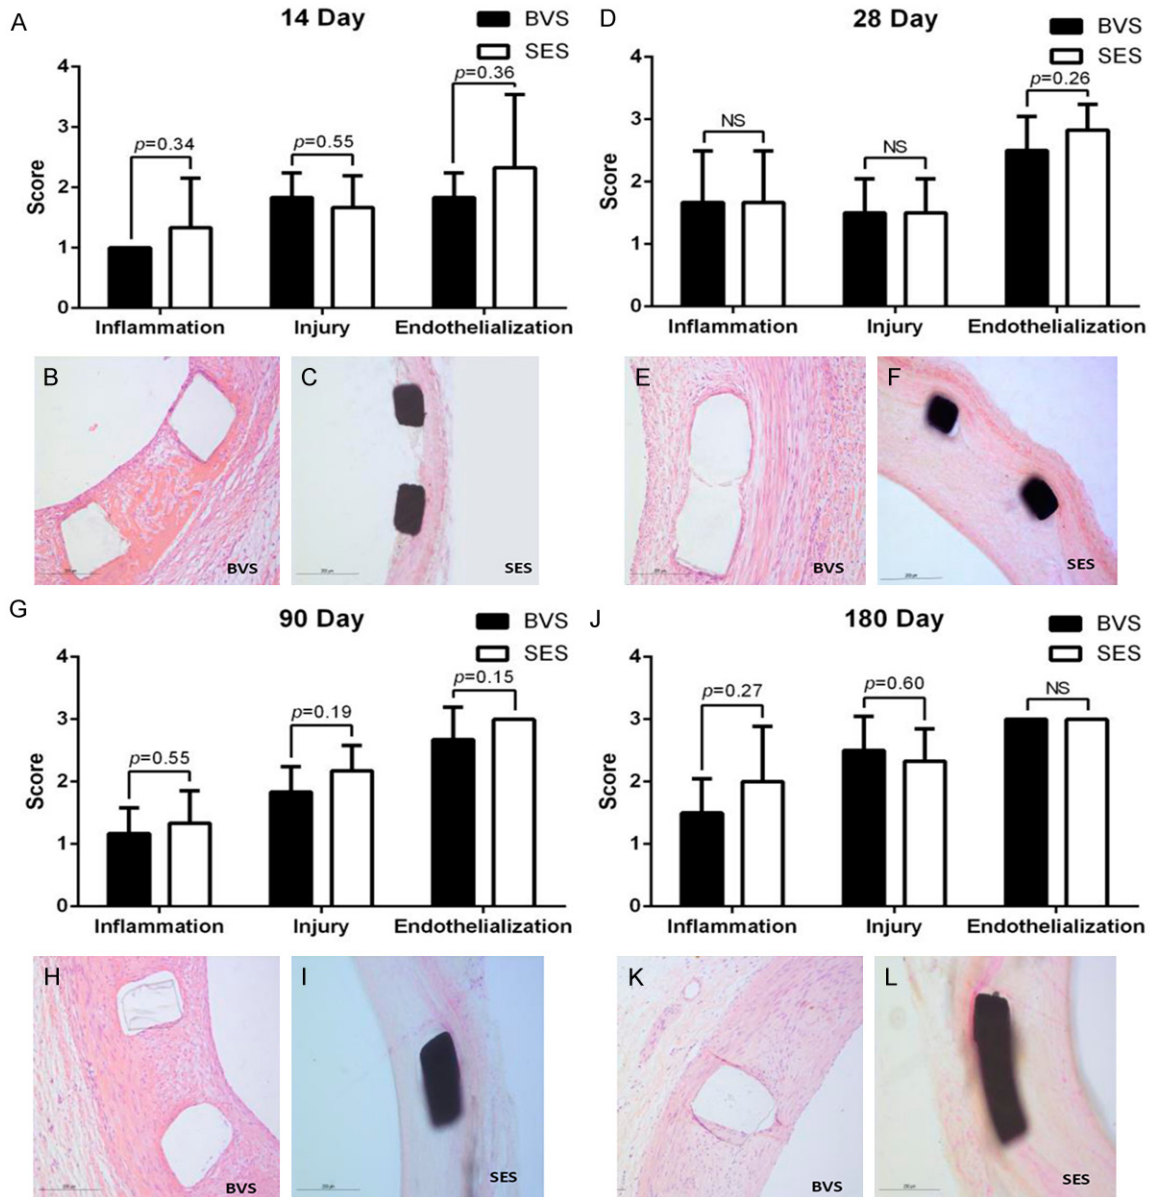 A
14 Day
BVS
SES
4
3
2
1
0
Score
p=0.34
p=0.55
p=0.36
Inflammation
Injury
Endothelialization
D
28 Day
BVS
SES
4
3
2
1
0
Score
NS
NS
p=0.26
Inflammation
Injury
Endothelialization
B
BVS
C
SES
E
BVS
F
SES
G
90 Day
BVS
SES
4
3
2
1
0
Score
p=0.55
p=0.19
p=0.15
Inflammation
Injury
Endothelialization
J
180 Day
BVS
SES
4
3
2
1
0
Score
p=0.27
p=0.60
NS
Inflammation
Injury
Endothelialization
H
BVS
I
SES
K
BVS
L
SES